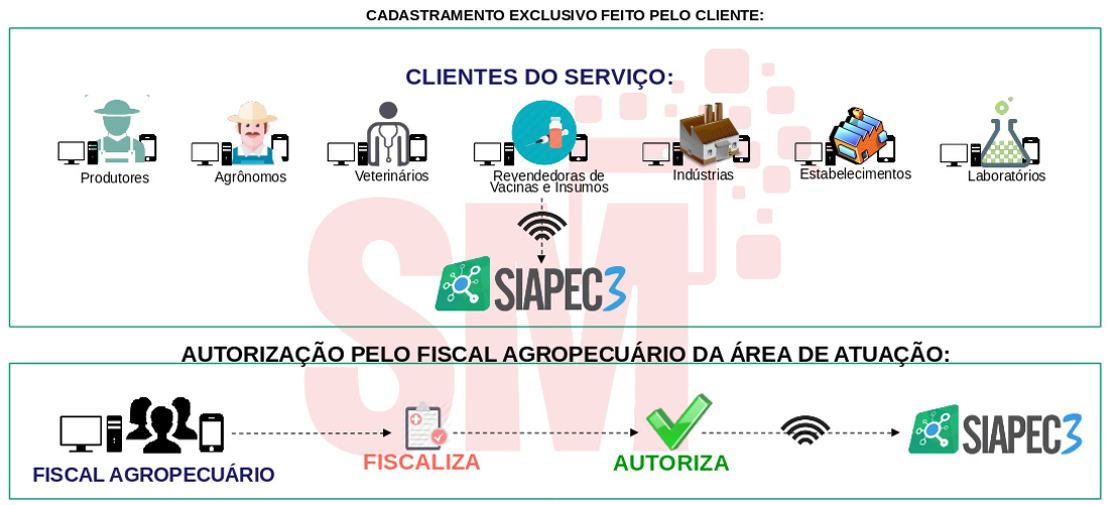 CADASTRAMENTO EXCLUSIVO FEITO PELO CLIENTE:
CLIENTES DO SERVIÇO:
Produtores
Agrônomos
Veterinários
Revendedoras de
Vacinas e Insumos
Indústrias
Estabelecimentos
Laboratórios
SIAPEC3
SM
AUTORIZAÇÃO PELO FISCAL AGROPECUÁRIO DA ÁREA DE ATUAÇÃO:
FISCAL AGROPECUÁRIO
FISCALIZA
AUTORIZA
SIAPEC3